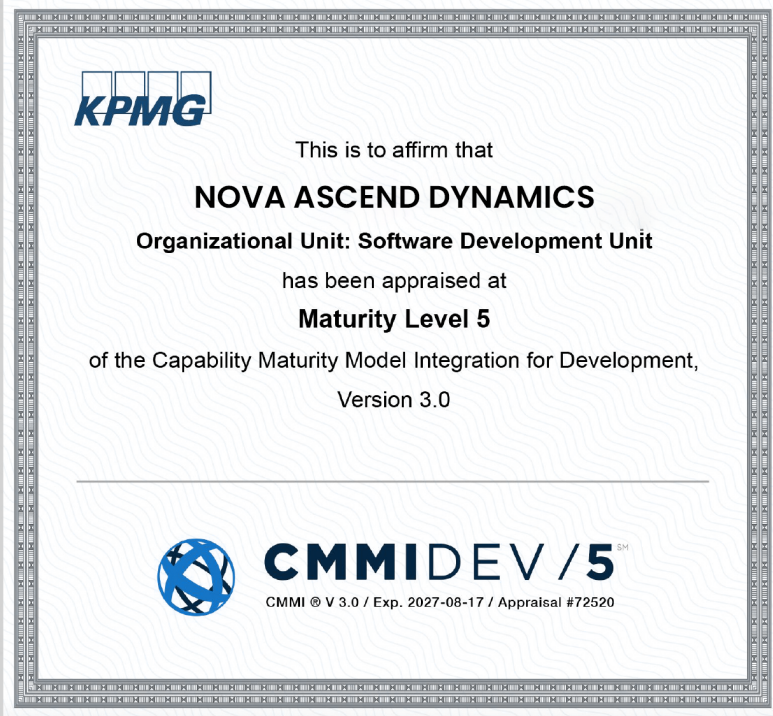 KPMG
This is to affirm that
NOVA ASCEND DYNAMICS
Organizational Unit: Software Development Unit
has been appraised at
Maturity Level 5
of the Capability Maturity Model Integration for Development,
Version 3.0
CMMIDEV / 5 SM
CMMI ® V 3.0 / Exp. 2027-08-17 / Appraisal #72520